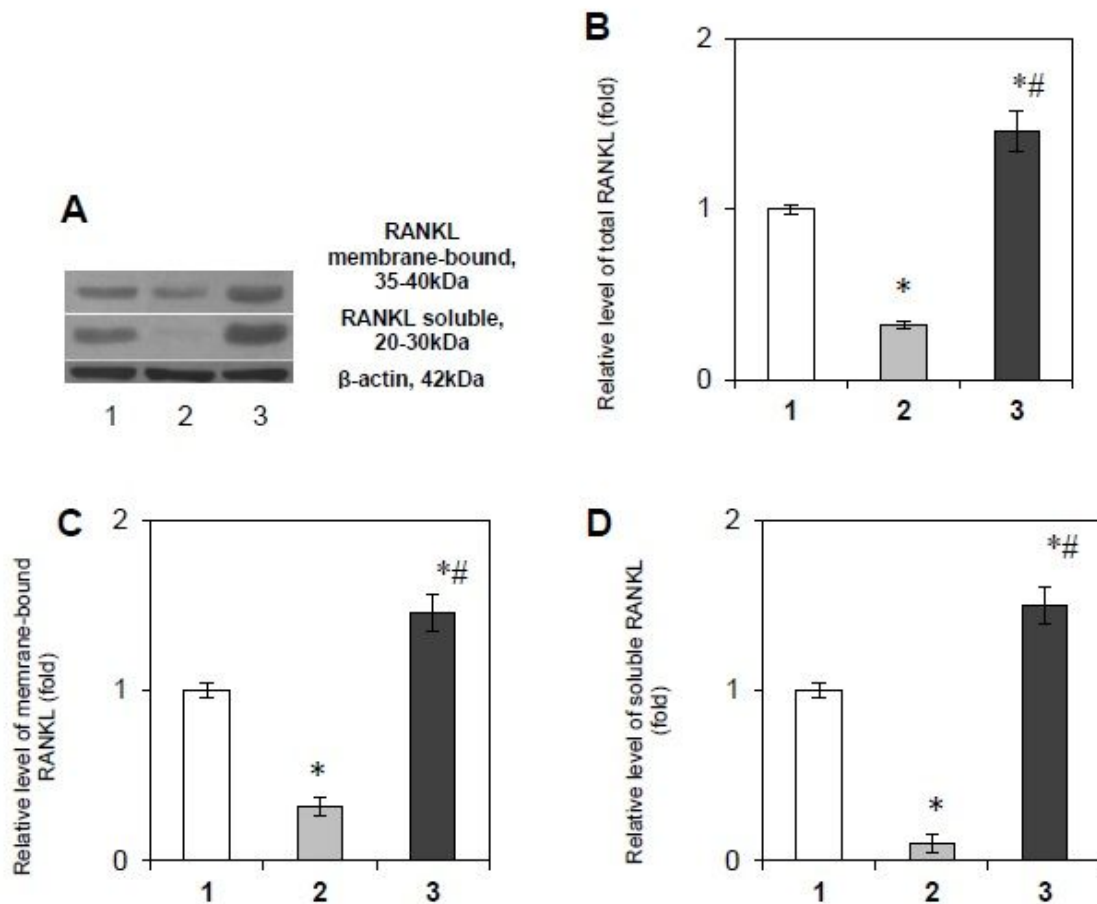 A
RANKL
membrane-bound,
35-40kDa
RANKL soluble,
20-30kDa
β-actin, 42kDa
1 2 3
B
Relative level of total RANKL (fold)
2
1
0
*
*#
1 2 3
C
Relative level of memrane-bound
RANKL (fold)
2
1
0
*
*#
1 2 3
D
Relative level of soluble RANKL
(fold)
2
1
0
*
*#
1 2 3